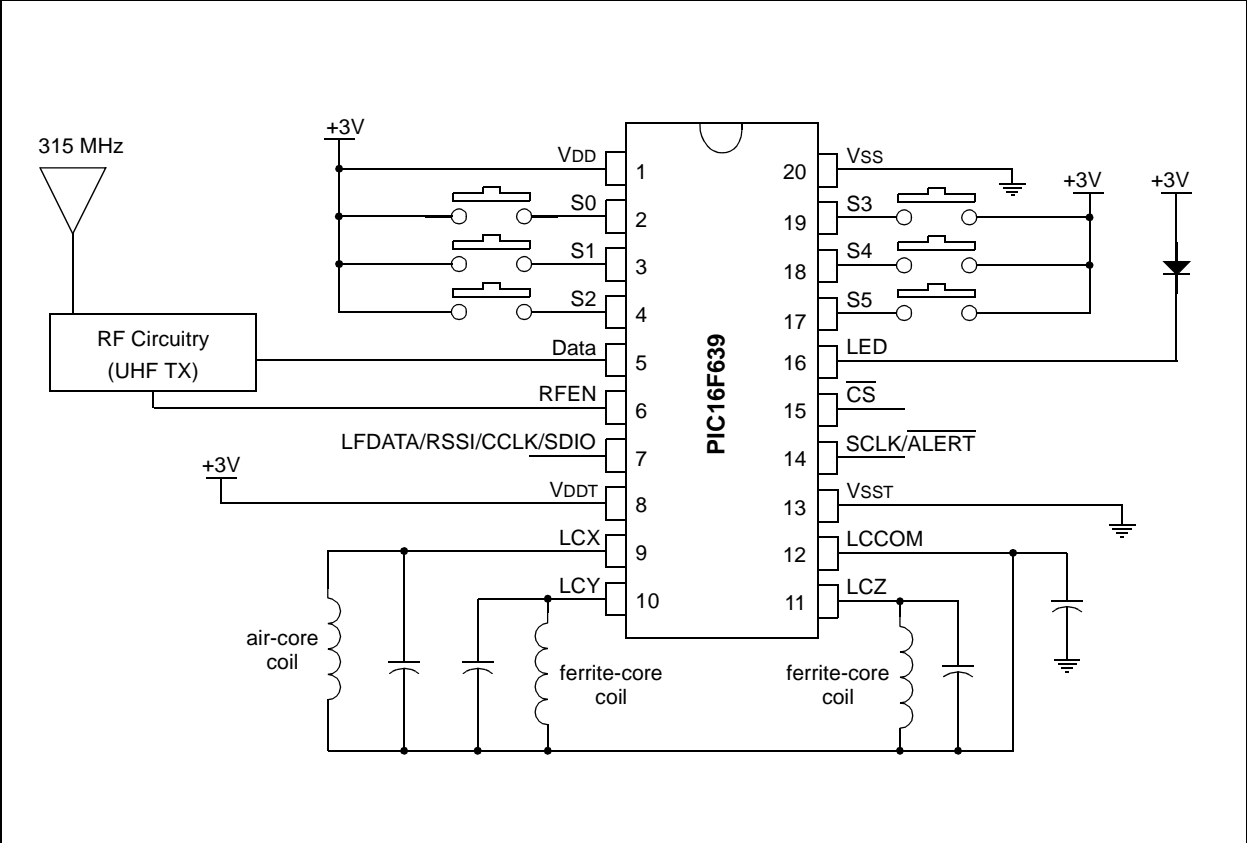 315 MHz
+3V
VDD
1
S0
2
S1
3
S2
4
RF Circuitry
(UHF TX)
Data
5
RFEN
6
LFDATA/RSSI/CCLK/SDIO
7
+3V
VDDT
8
LCX
9
LCY
10
air-core
coil
ferrite-core
coil
PIC16F639
20
VSS
+3V
+3V
19
S3
18
S4
17
S5
16
LED
15
CS
14
SCLK/ALERT
13
VSST
12
LCCOM
11
LCZ
ferrite-core
coil